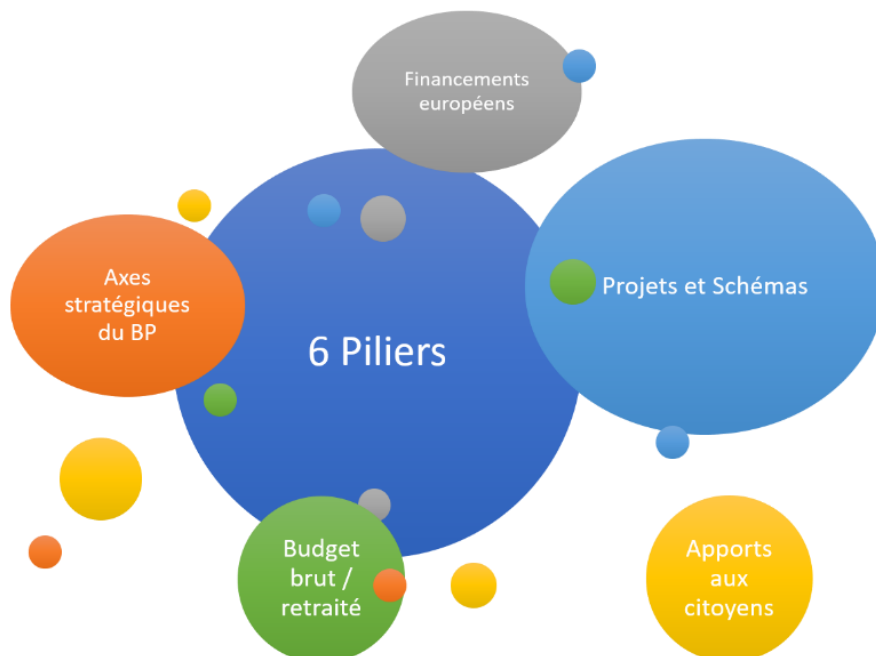 Financements
européens
Axes
stratégiques
du BP
Projets et Schémas
6 Piliers
Budget
brut /
retraité
Apports
aux
citoyens